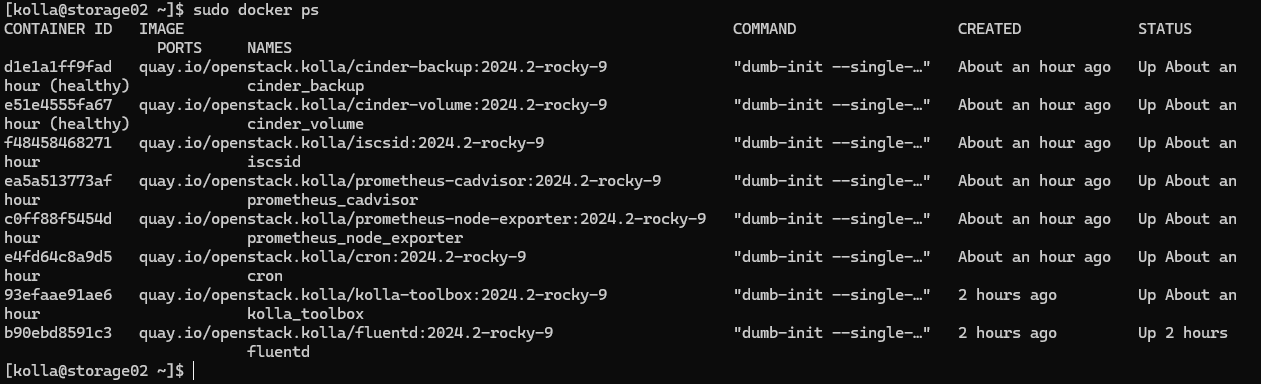 [kolla@storage02 ~]$ sudo docker ps
CONTAINER ID   IMAGE                                                             COMMAND                  CREATED             STATUS
                 PORTS     NAMES
d1e1a1ff9fad   quay.io/openstack.kolla/cinder-backup:2024.2-rocky-9              "dumb-init --single-…"   About an hour ago   Up About an
hour (healthy)             cinder_backup
e51e4555fa67   quay.io/openstack.kolla/cinder-volume:2024.2-rocky-9              "dumb-init --single-…"   About an hour ago   Up About an
hour (healthy)             cinder_volume
f48458468271   quay.io/openstack.kolla/iscsid:2024.2-rocky-9                     "dumb-init --single-…"   About an hour ago   Up About an
hour                       iscsid
ea5a513773af   quay.io/openstack.kolla/prometheus-cadvisor:2024.2-rocky-9        "dumb-init --single-…"   About an hour ago   Up About an
hour                       prometheus_cadvisor
c0ff88f5454d   quay.io/openstack.kolla/prometheus-node-exporter:2024.2-rocky-9   "dumb-init --single-…"   About an hour ago   Up About an
hour                       prometheus_node_exporter
e4fd64c8a9d5   quay.io/openstack.kolla/cron:2024.2-rocky-9                       "dumb-init --single-…"   About an hour ago   Up About an
hour                       cron
93efaae91ae6   quay.io/openstack.kolla/kolla-toolbox:2024.2-rocky-9              "dumb-init --single-…"   2 hours ago         Up About an
hour                       kolla_toolbox
b90ebd8591c3   quay.io/openstack.kolla/fluentd:2024.2-rocky-9                    "dumb-init --single-…"   2 hours ago         Up 2 hours
                           fluentd
[kolla@storage02 ~]$